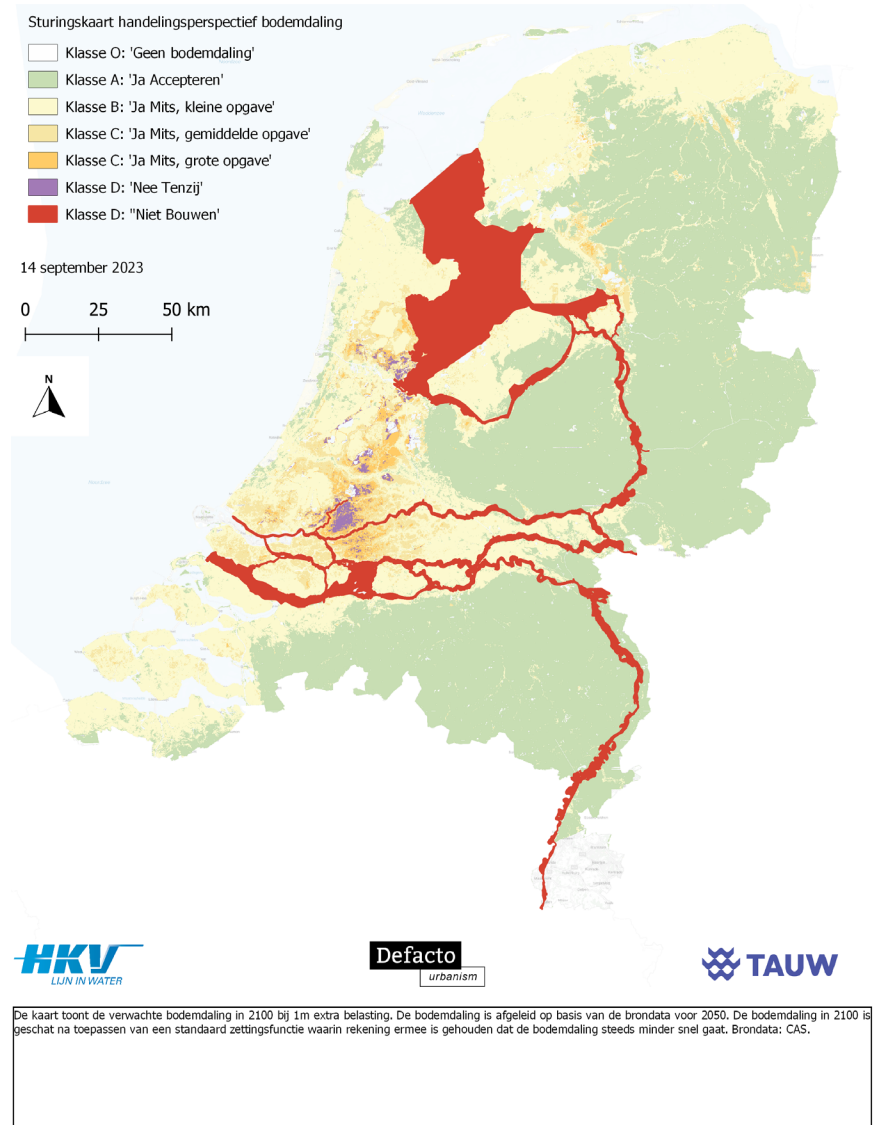 Sturingskaart handelingsperspectief bodemdaling
Klasse O: 'Geen bodemdaling'
Klasse A: 'Ja Accepteren'
Klasse B: 'Ja Mits, kleine opgave'
Klasse C: 'Ja Mits, gemiddelde opgave'
Klasse C: 'Ja Mits, grote opgave'
Klasse D: 'Nee Tenzij'
Klasse D: "Niet Bouwen'
14 september 2023
0 25 50 km
N
HKV
LIJN IN WATER
Defacto
urbanism
TAUW
De kaart toont de verwachte bodemdaling in 2100 bij 1m extra belasting. De bodemdaling is afgeleid op basis van de brondata voor 2050. De bodemdaling in 2100 is
geschat na toepassen van een standaard zettingsfunctie waarin rekening ermee is gehouden dat de bodemdaling steeds minder snel gaat. Brondata: CAS.